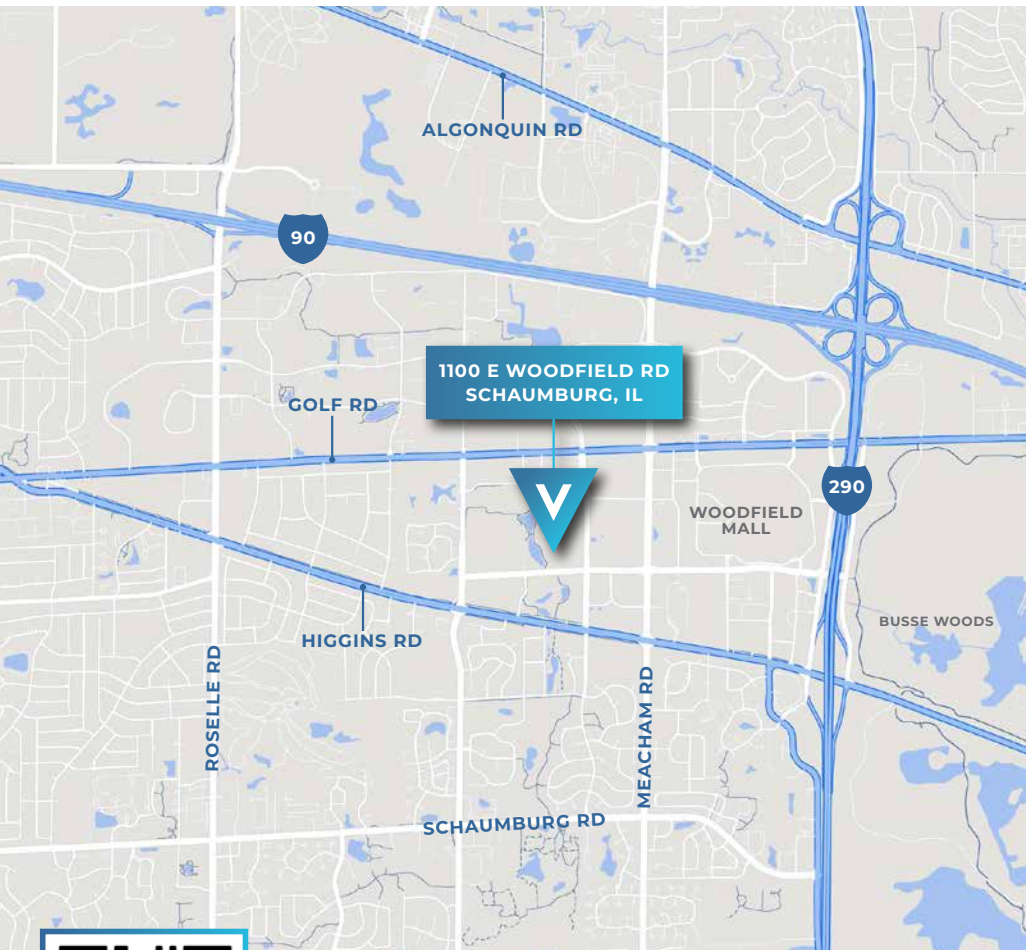 ALGONQUIN RD
90
1100 E WOODFIELD RD
SCHAUMBURG, IL
GOLF RD
V
290
WOODFIELD
MALL
BUSSE WOODS
HIGGINS RD
ROSELLE RD
MEACHAM RD
SCHAUMBURG RD